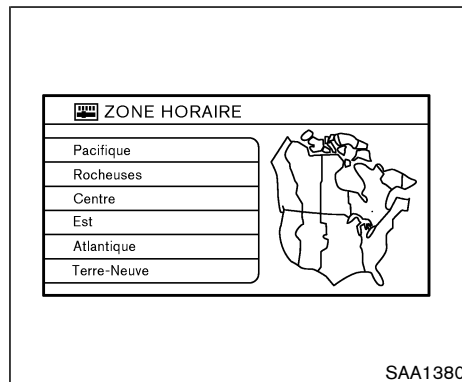 ZONE HORAIRE
Pacifique
Rocheuses
Centre
Est
Atlantique
Terre-Neuve
SAA1380